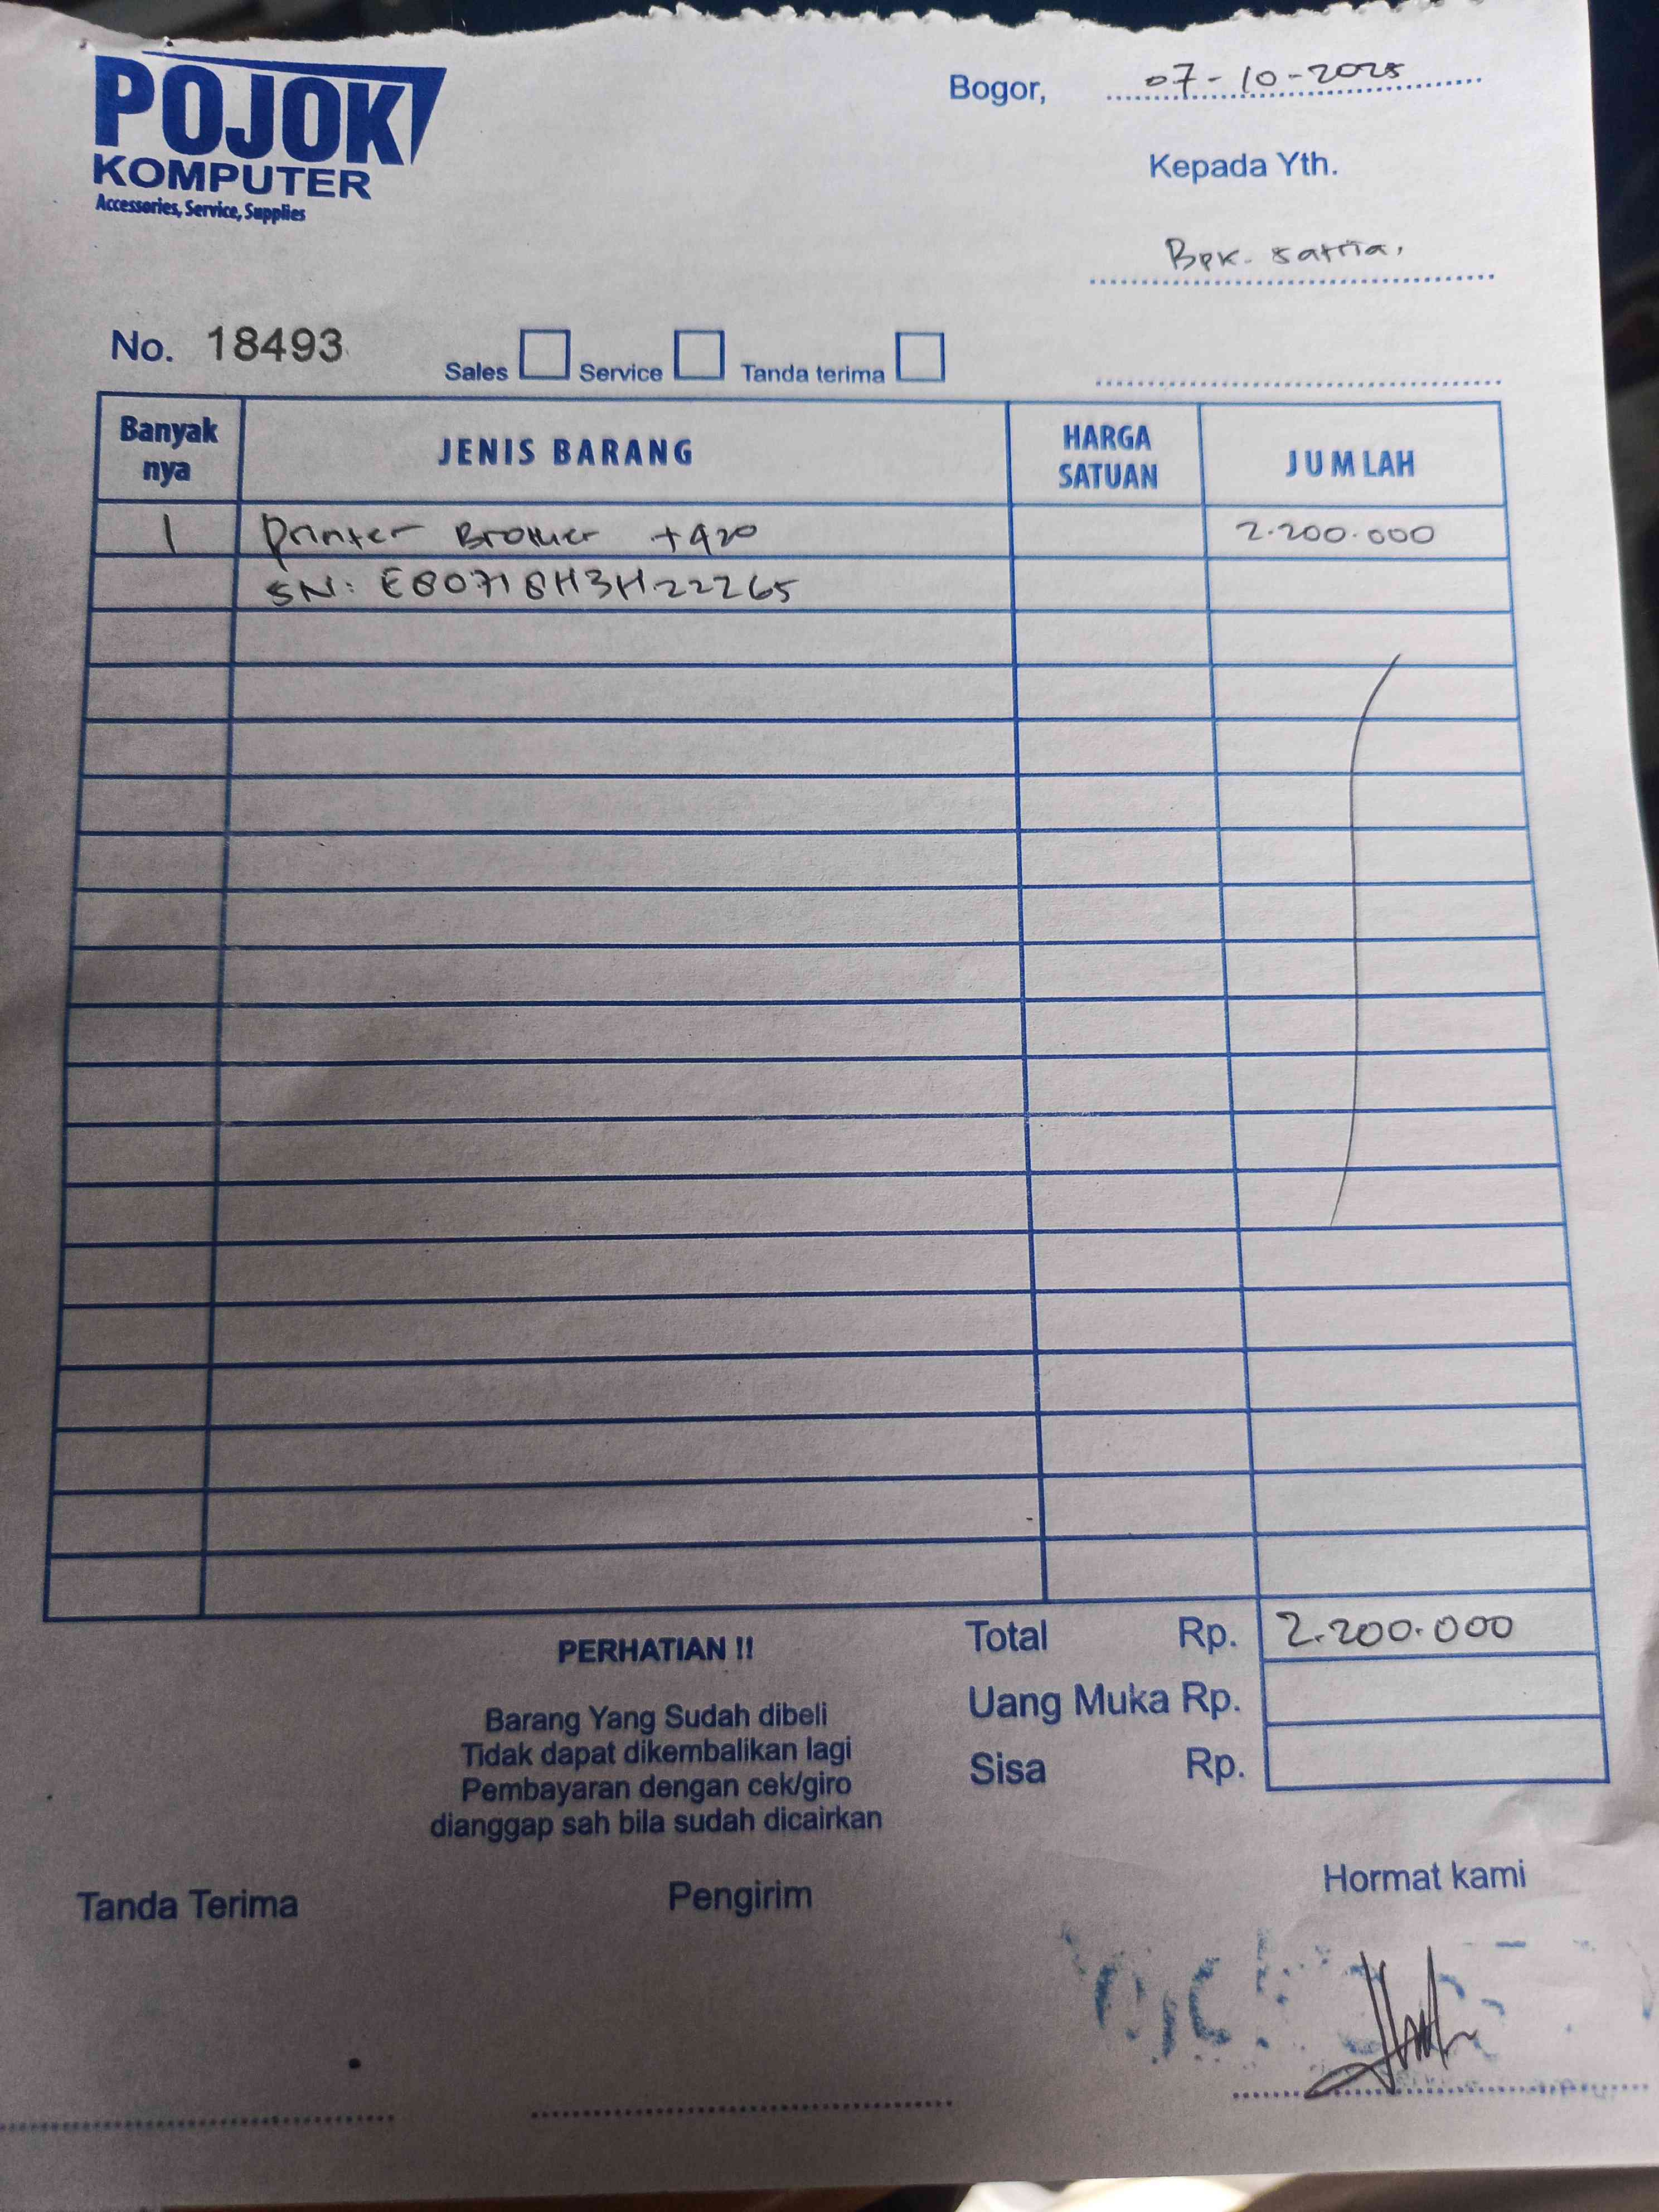 POJOK
KOMPUTER
Accessories, Service, Supplies
Bogor, 07-10-2025
Kepada Yth.
Bpk. Satria.
No. 18493 Sales Service Tanda terima
Banyak nya JENIS BARANG HARGA SATUAN JUMLAH
1 Printer Brother t420 2.200.000
SN: E80718H3H22265
Total Rp. 2.200.000
Uang Muka Rp.
Sisa Rp.
PERHATIAN !!
Barang Yang Sudah dibeli
Tidak dapat dikembalikan lagi
Pembayaran dengan cek/giro
dianggap sah bila sudah dicairkan
Tanda Terima Pengirim Hormat kami